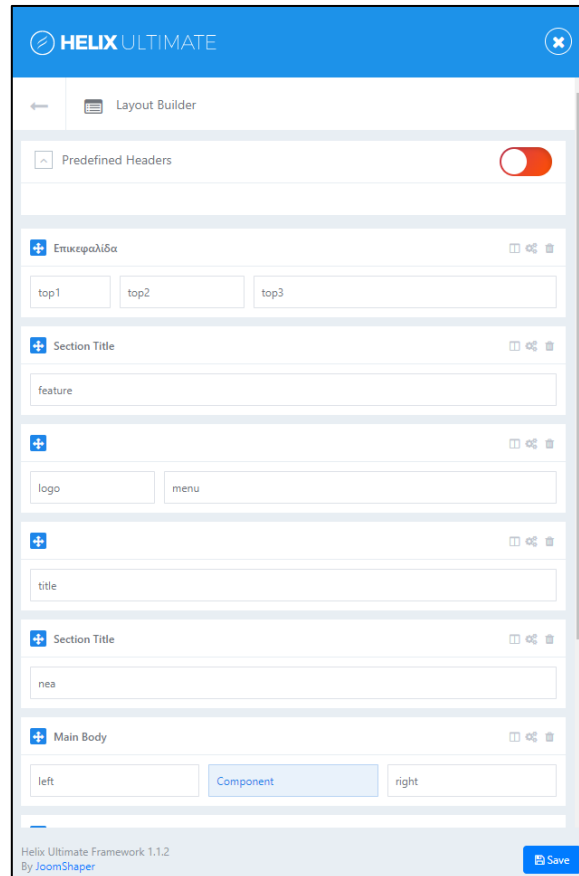 HELIX ULTIMATE
Layout Builder
Predefined Headers
Επικεφαλίδα
top1 top2 top3
Section Title
feature
logo menu
title
Section Title
nea
Main Body
left Component right
Helix Ultimate Framework 1.1.2
By JoomShaper
Save